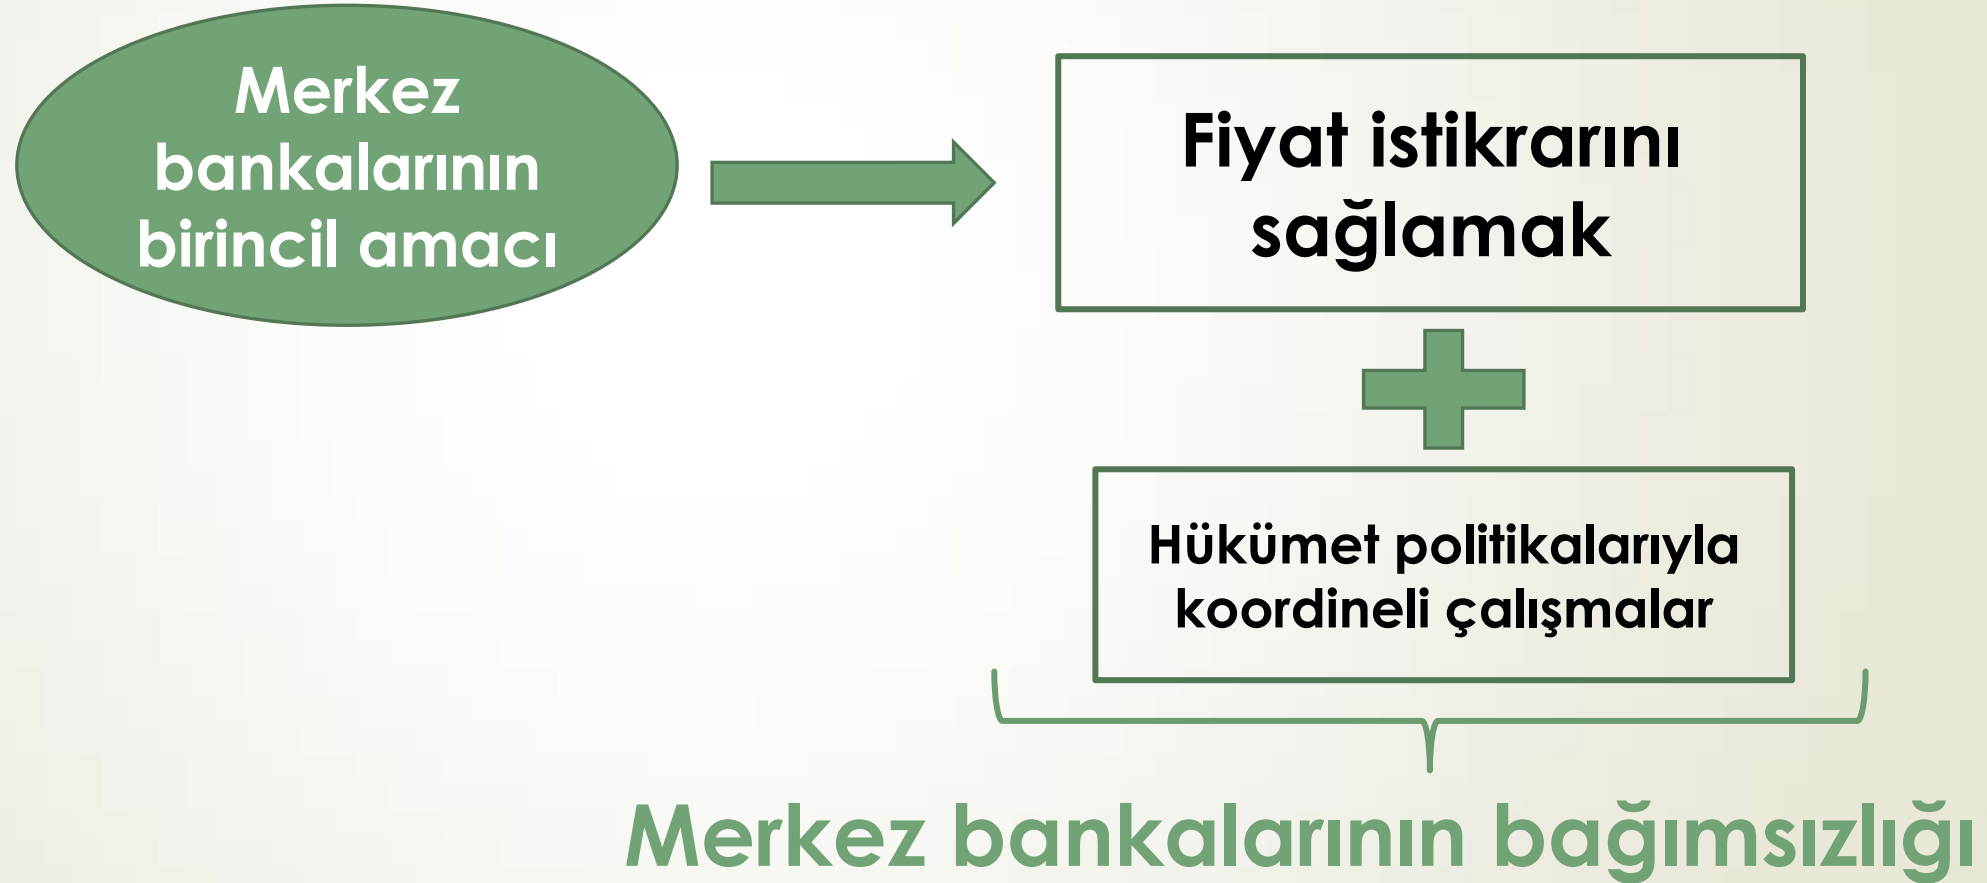 Merkez
bankalarının
birincil amacı
Fiyat istikrarını
sağlamak
Hükümet politikalarıyla
koordineli çalışmalar
Merkez bankalarının bağımsızlığı